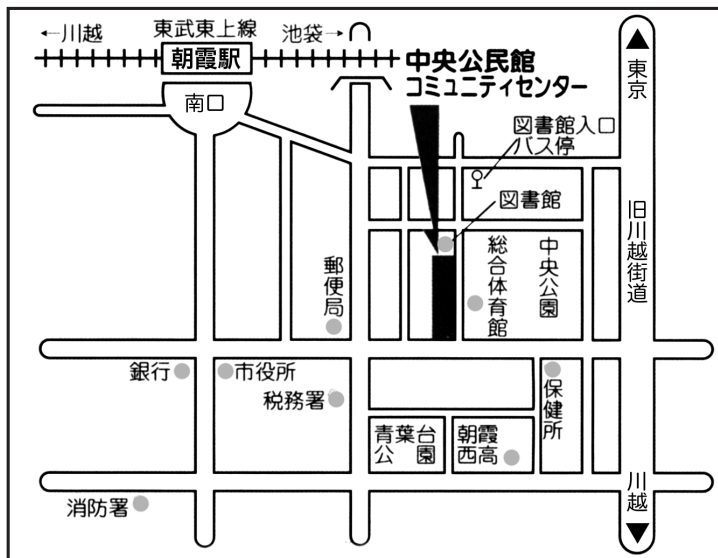 ←川越
東武東上線
池袋→
朝霞駅
南口
中央公民館
コミュニティセンター
図書館入口
バス停
図書館
東京
旧川越街道
川越
郵便局
総合体育館
中央公園
銀行
市役所
税務署
保健所
青葉台
公園
朝霞
西高
消防署